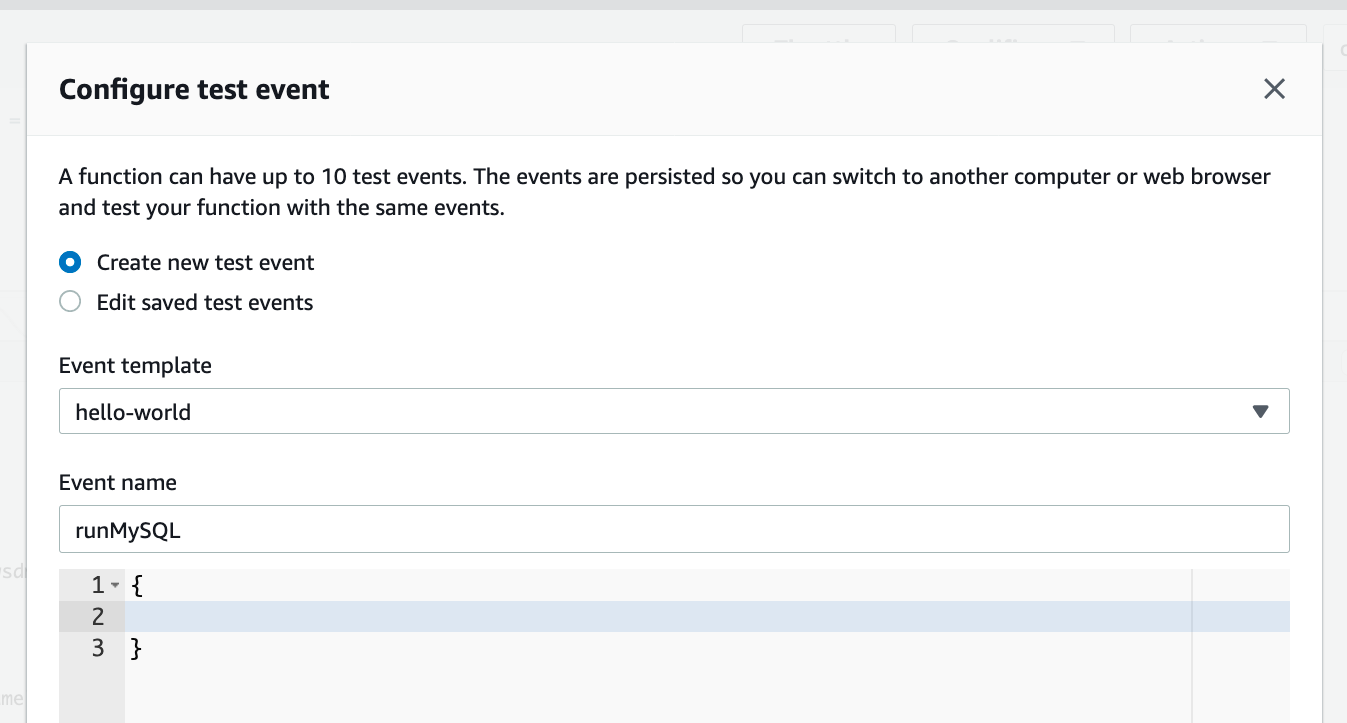 Configure test event
A function can have up to 10 test events. The events are persisted so you can switch to another computer or web browser
and test your function with the same events.
Create new test event
Edit saved test events
Event template
hello-world
Event name
runMySQL
1 {
2
3 }